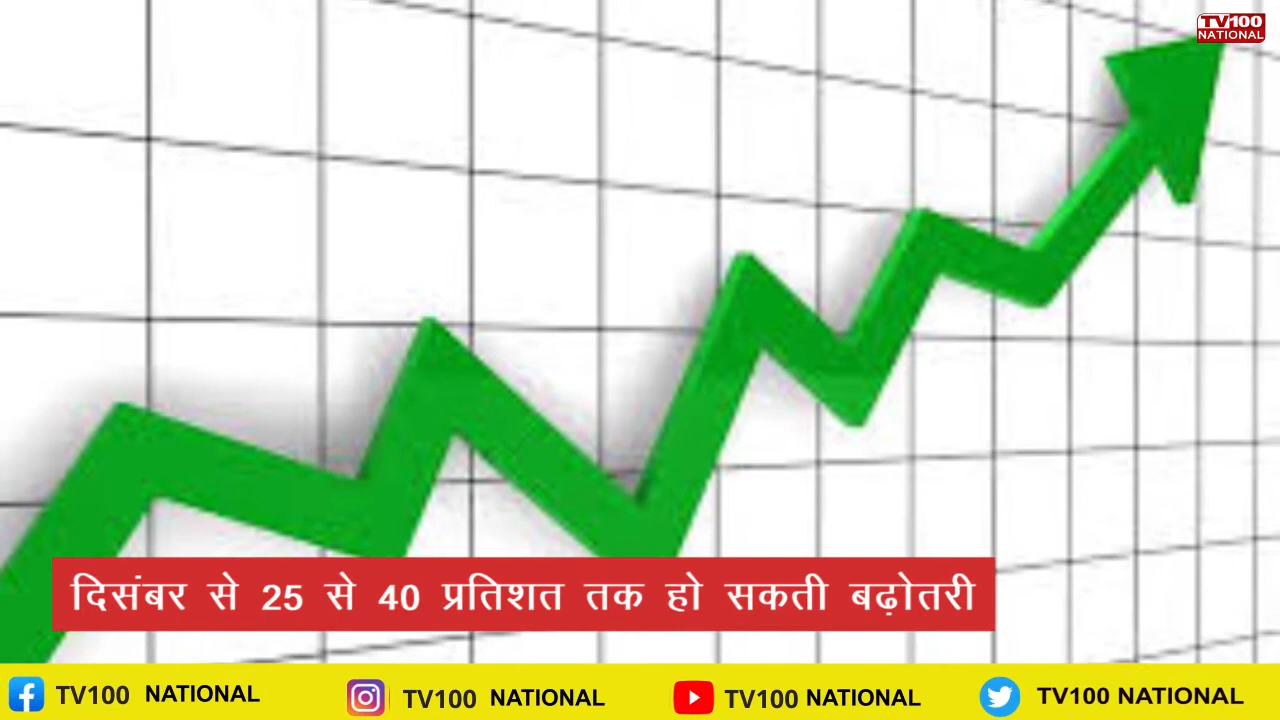 TV100
NATIONAL
दिसंबर से 25 से 40 प्रतिशत तक हो सकती बढ़ोतरी
TV100 NATIONAL TV100 NATIONAL TV100 NATIONAL TV100 NATIONAL